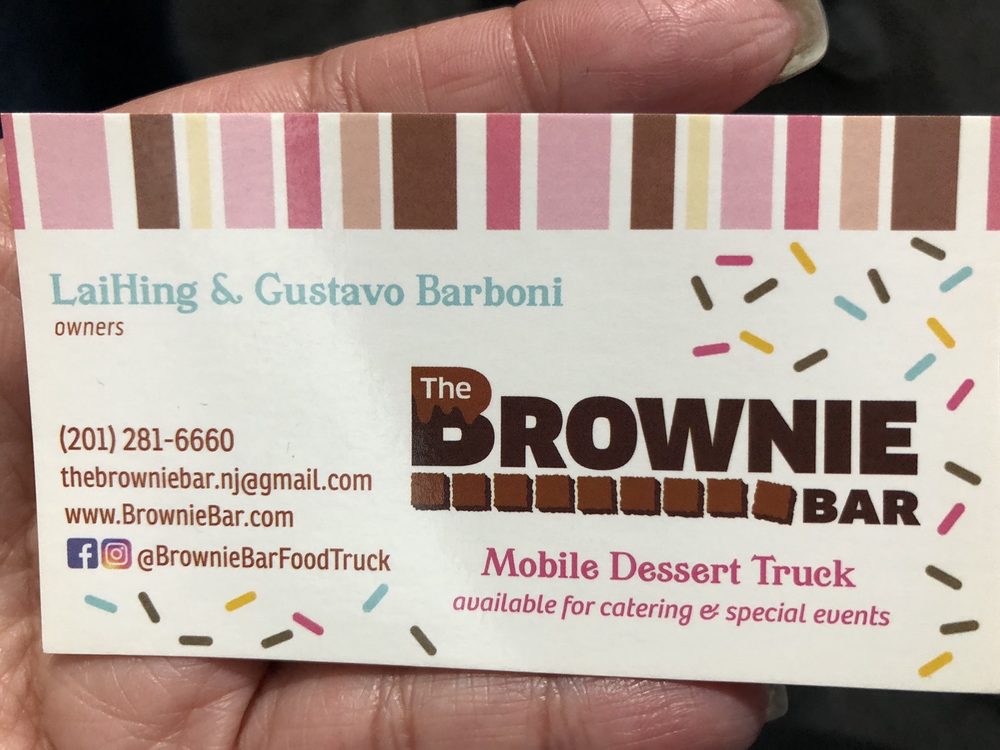 LaiHing & Gustavo Barboni
owners
(201) 281-6660
thebrowniebar.nj@gmail.com
www.BrownieBar.com
@BrownieBarFoodTruck
The
BROWNIE
BAR
Mobile Dessert Truck
available for catering & special events